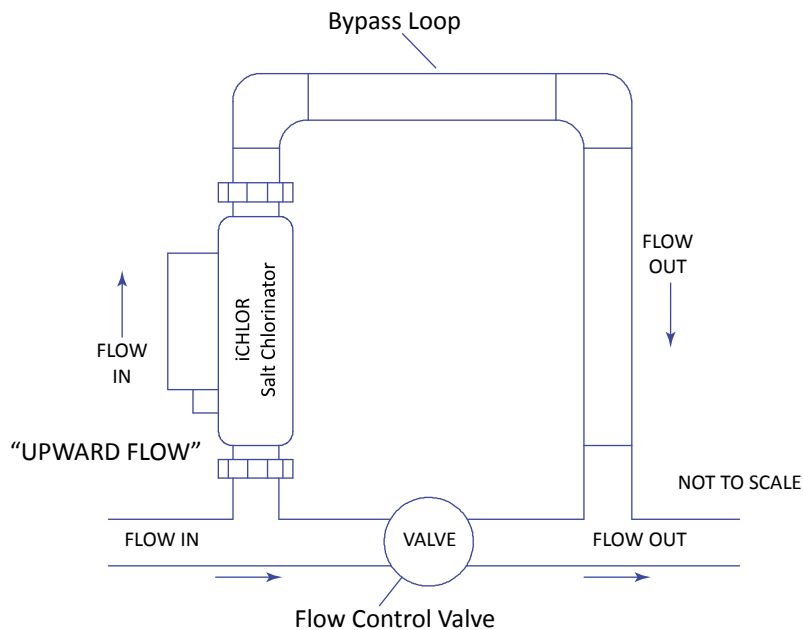 Bypass Loop
FLOW
OUT
iCHLOR
Salt Chlorinator
FLOW
IN
“UPWARD FLOW”
NOT TO SCALE
FLOW IN
VALVE
FLOW OUT
Flow Control Valve